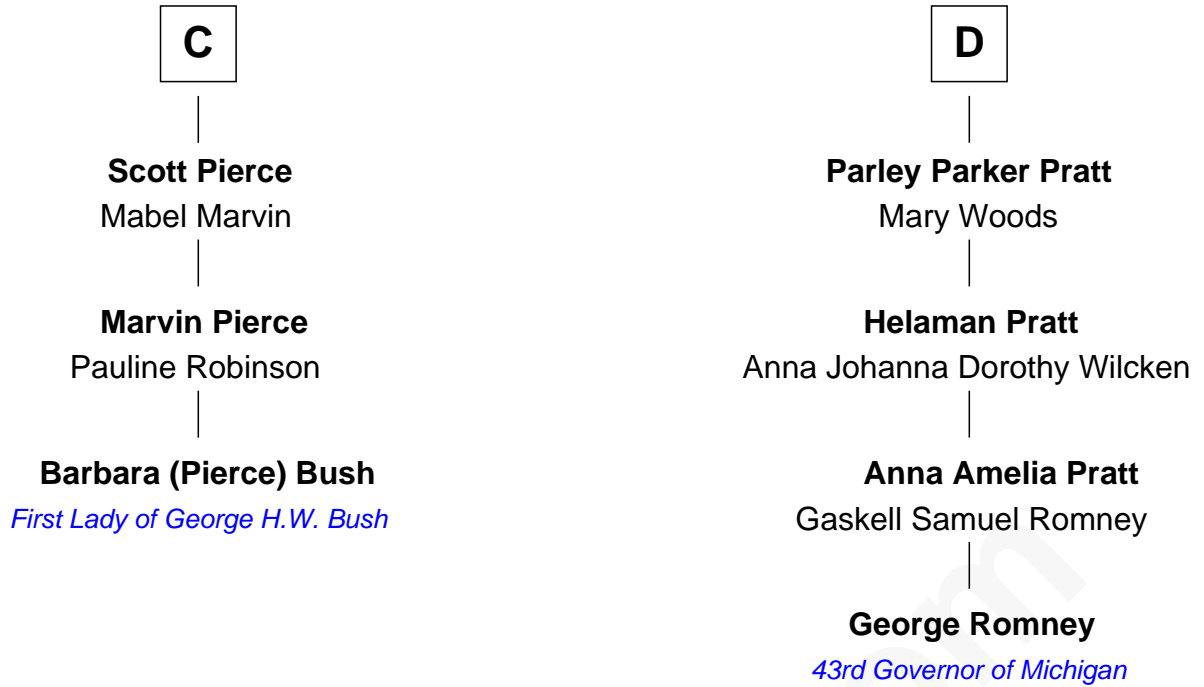 C
Scott Pierce
Mabel Marvin
Marvin Pierce
Pauline Robinson
Barbara (Pierce) Bush
First Lady of George H.W. Bush
D
Parley Parker Pratt
Mary Woods
Helaman Pratt
Anna Johanna Dorothy Wilcken
Anna Amelia Pratt
Gaskell Samuel Romney
George Romney
43rd Governor of Michigan